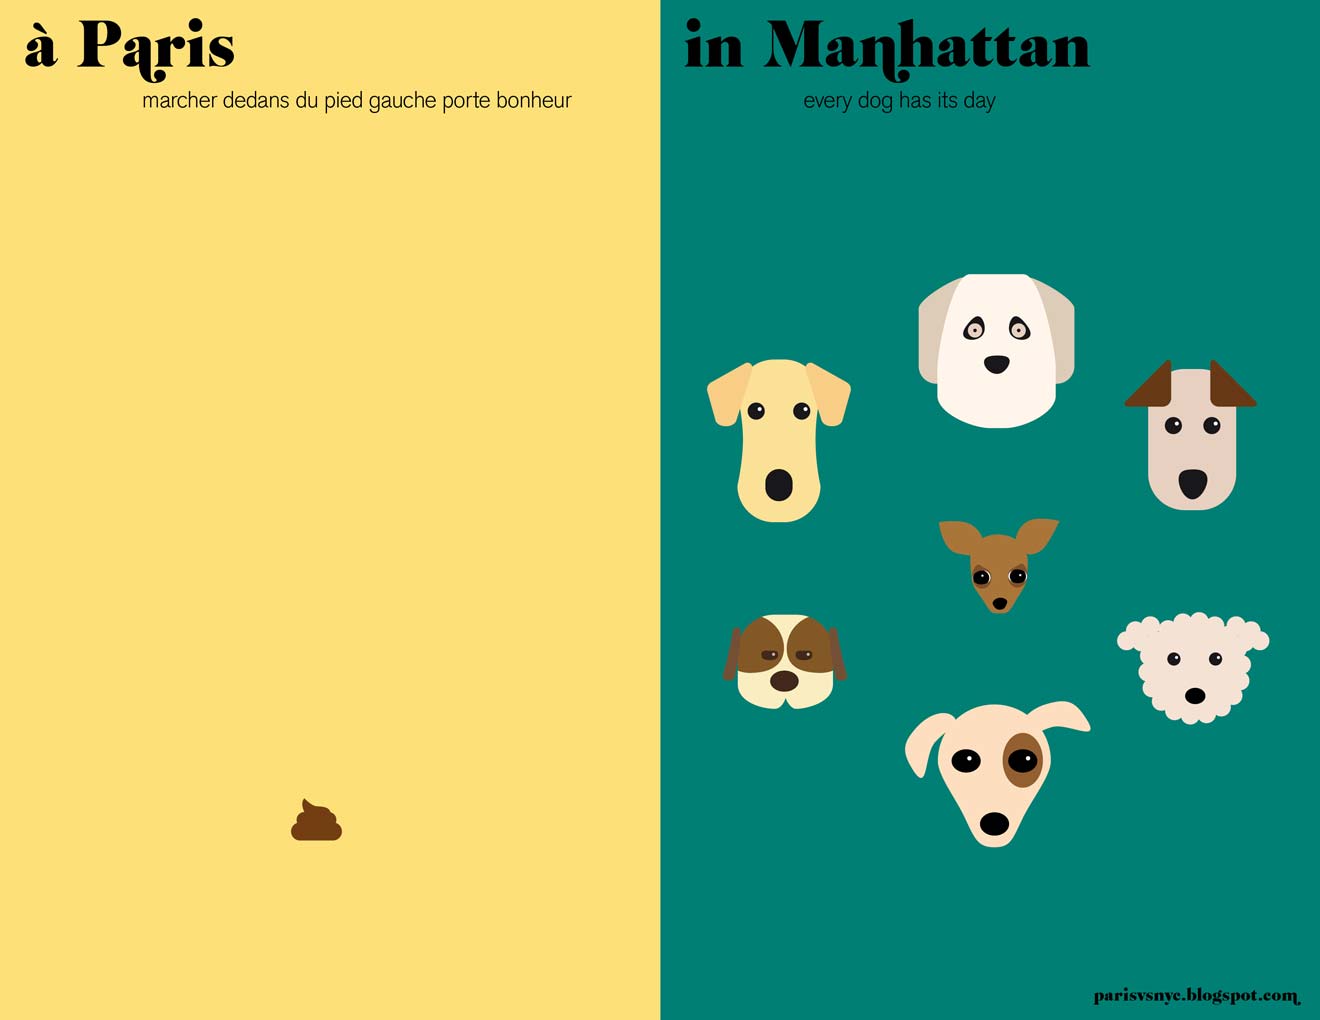 à Paris
marcher dedans du pied gauche porte bonheur
in Manhattan
every dog has its day
parisvsnyc.blogspot.com